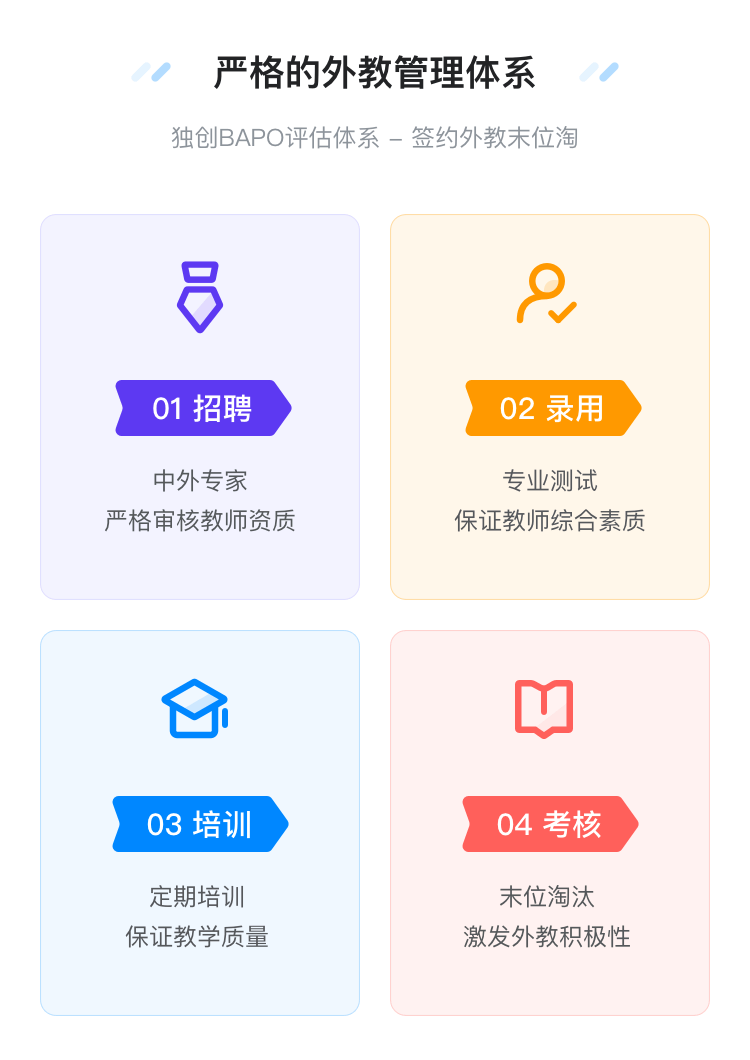 严格的外教管理体系
独创BAPO评估体系 – 签约外教末位淘
01 招聘
中外专家
严格审核教师资质
02 录用
专业测试
保证教师综合素质
03 培训
定期培训
保证教学质量
04 考核
末位淘汰
激发外教积极性